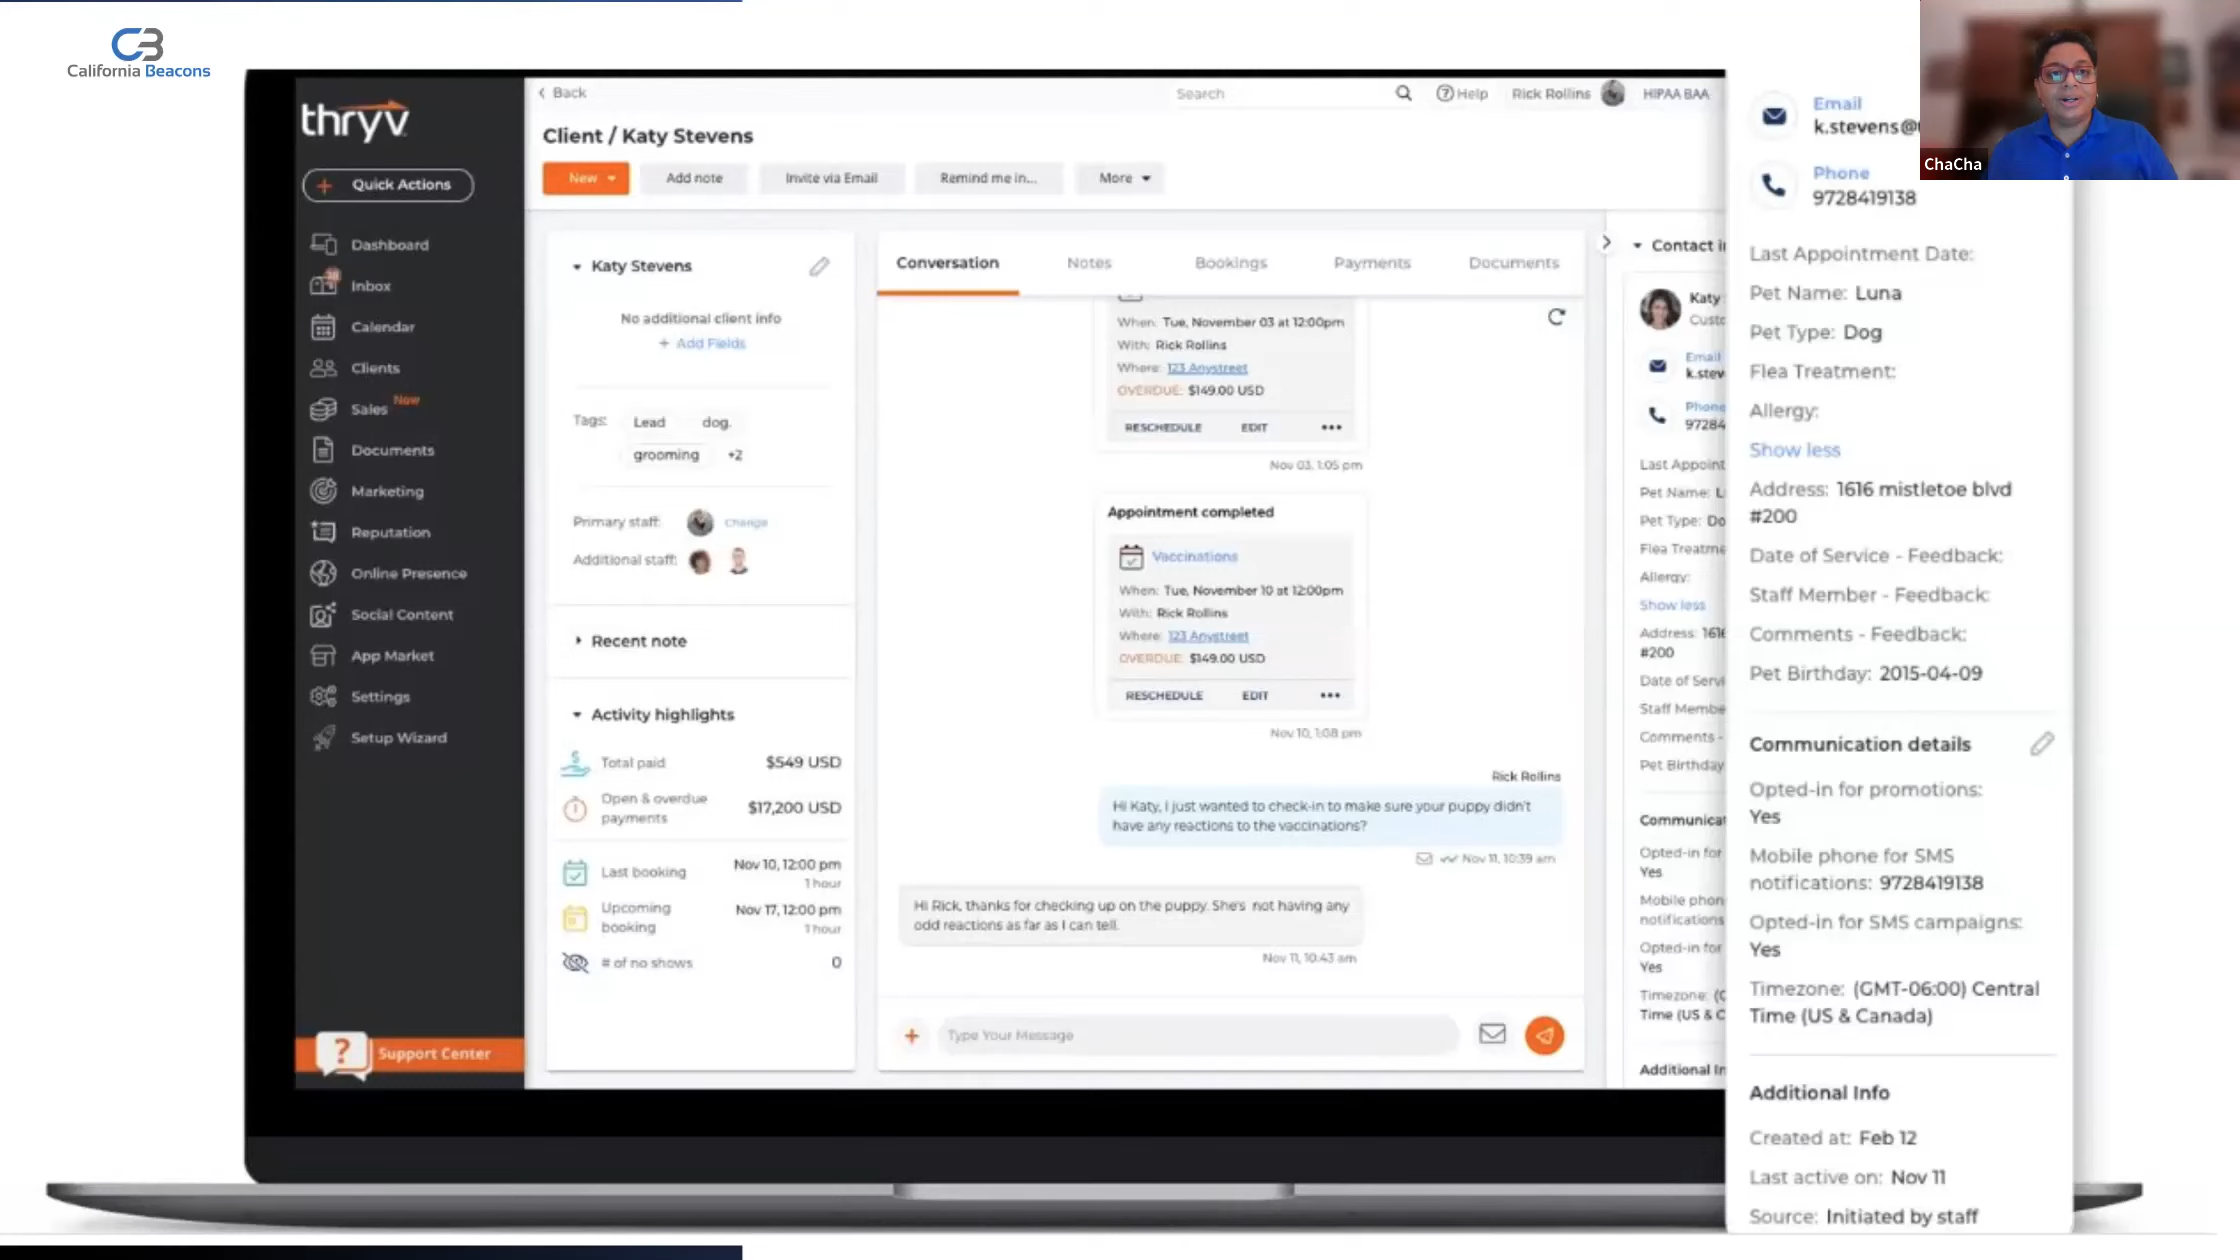 CB
California Beacons
thryv
Quick Actions
Dashboard
38
Inbox
Calendar
Clients
Sales New
Documents
Marketing
Reputation
Online Presence
Social Content
App Market
Settings
Setup Wizard
? Support Center
Back
Search
Help
Rick Rollins
HIPAA BAA
Client / Katy Stevens
New
Add note
Invite via Email
Remind me in...
More
Katy Stevens
No additional client info
+ Add Fields
Tags: Lead dog.
grooming +2
Primary staff: Change
Additional staff:
Recent note
Activity highlights
Total paid $549 USD
Open & overdue
payments $17,200 USD
Last booking Nov 10, 12:00 pm
1 hour
Upcoming
booking Nov 17, 12:00 pm
1 hour
# of no shows 0
Conversation Notes Bookings Payments Documents
When: Tue, November 03 at 12:00pm
With: Rick Rollins
Where: 123 Anystreet
OVERDUE: $149.00 USD
RESCHEDULE EDIT •••
Nov 03, 1:05 pm
Appointment completed
Vaccinations
When: Tue, November 10 at 12:00pm
With: Rick Rollins
Where: 123 Anystreet
OVERDUE: $149.00 USD
RESCHEDULE EDIT •••
Nov 10, 1:08 pm
Rick Rollins
Hi Katy, I just wanted to check-in to make sure your puppy didn't
have any reactions to the vaccinations?
Nov 11, 10:39 am
Hi Rick, thanks for checking up on the puppy. She's not having any
odd reactions as far as I can tell.
Nov 11, 10:43 am
+ Type Your Message
Contact i
Katy
Custo
Email
k.stev
Phone
97284
Last Appoint
Pet Name: L
Pet Type: Do
Flea Treatme
Allergy:
Show less
Address: 1616
#200
Date of Servi
Staff Membe
Comments -
Pet Birthday
Communicat
Opted-in for
Yes
Mobile phon
notifications
Opted-in for
Yes
Timezone: (G
Time (US & C
Additional In
Email
k.stevens@
Phone
9728419138
Last Appointment Date:
Pet Name: Luna
Pet Type: Dog
Flea Treatment:
Allergy:
Show less
Address: 1616 mistletoe blvd
#200
Date of Service - Feedback:
Staff Member - Feedback:
Comments - Feedback:
Pet Birthday: 2015-04-09
Communication details
Opted-in for promotions:
Yes
Mobile phone for SMS
notifications: 9728419138
Opted-in for SMS campaigns:
Yes
Timezone: (GMT-06:00) Central
Time (US & Canada)
Additional Info
Created at: Feb 12
Last active on: Nov 11
Source: Initiated by staff
ChaCha